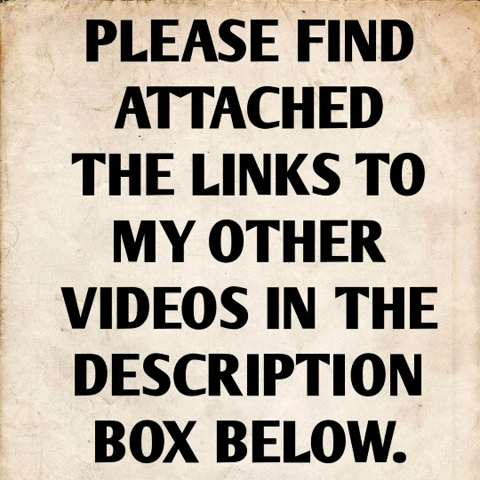 PLEASE FIND
ATTACHED
THE LINKS TO
MY OTHER
VIDEOS IN THE
DESCRIPTION
BOX BELOW.